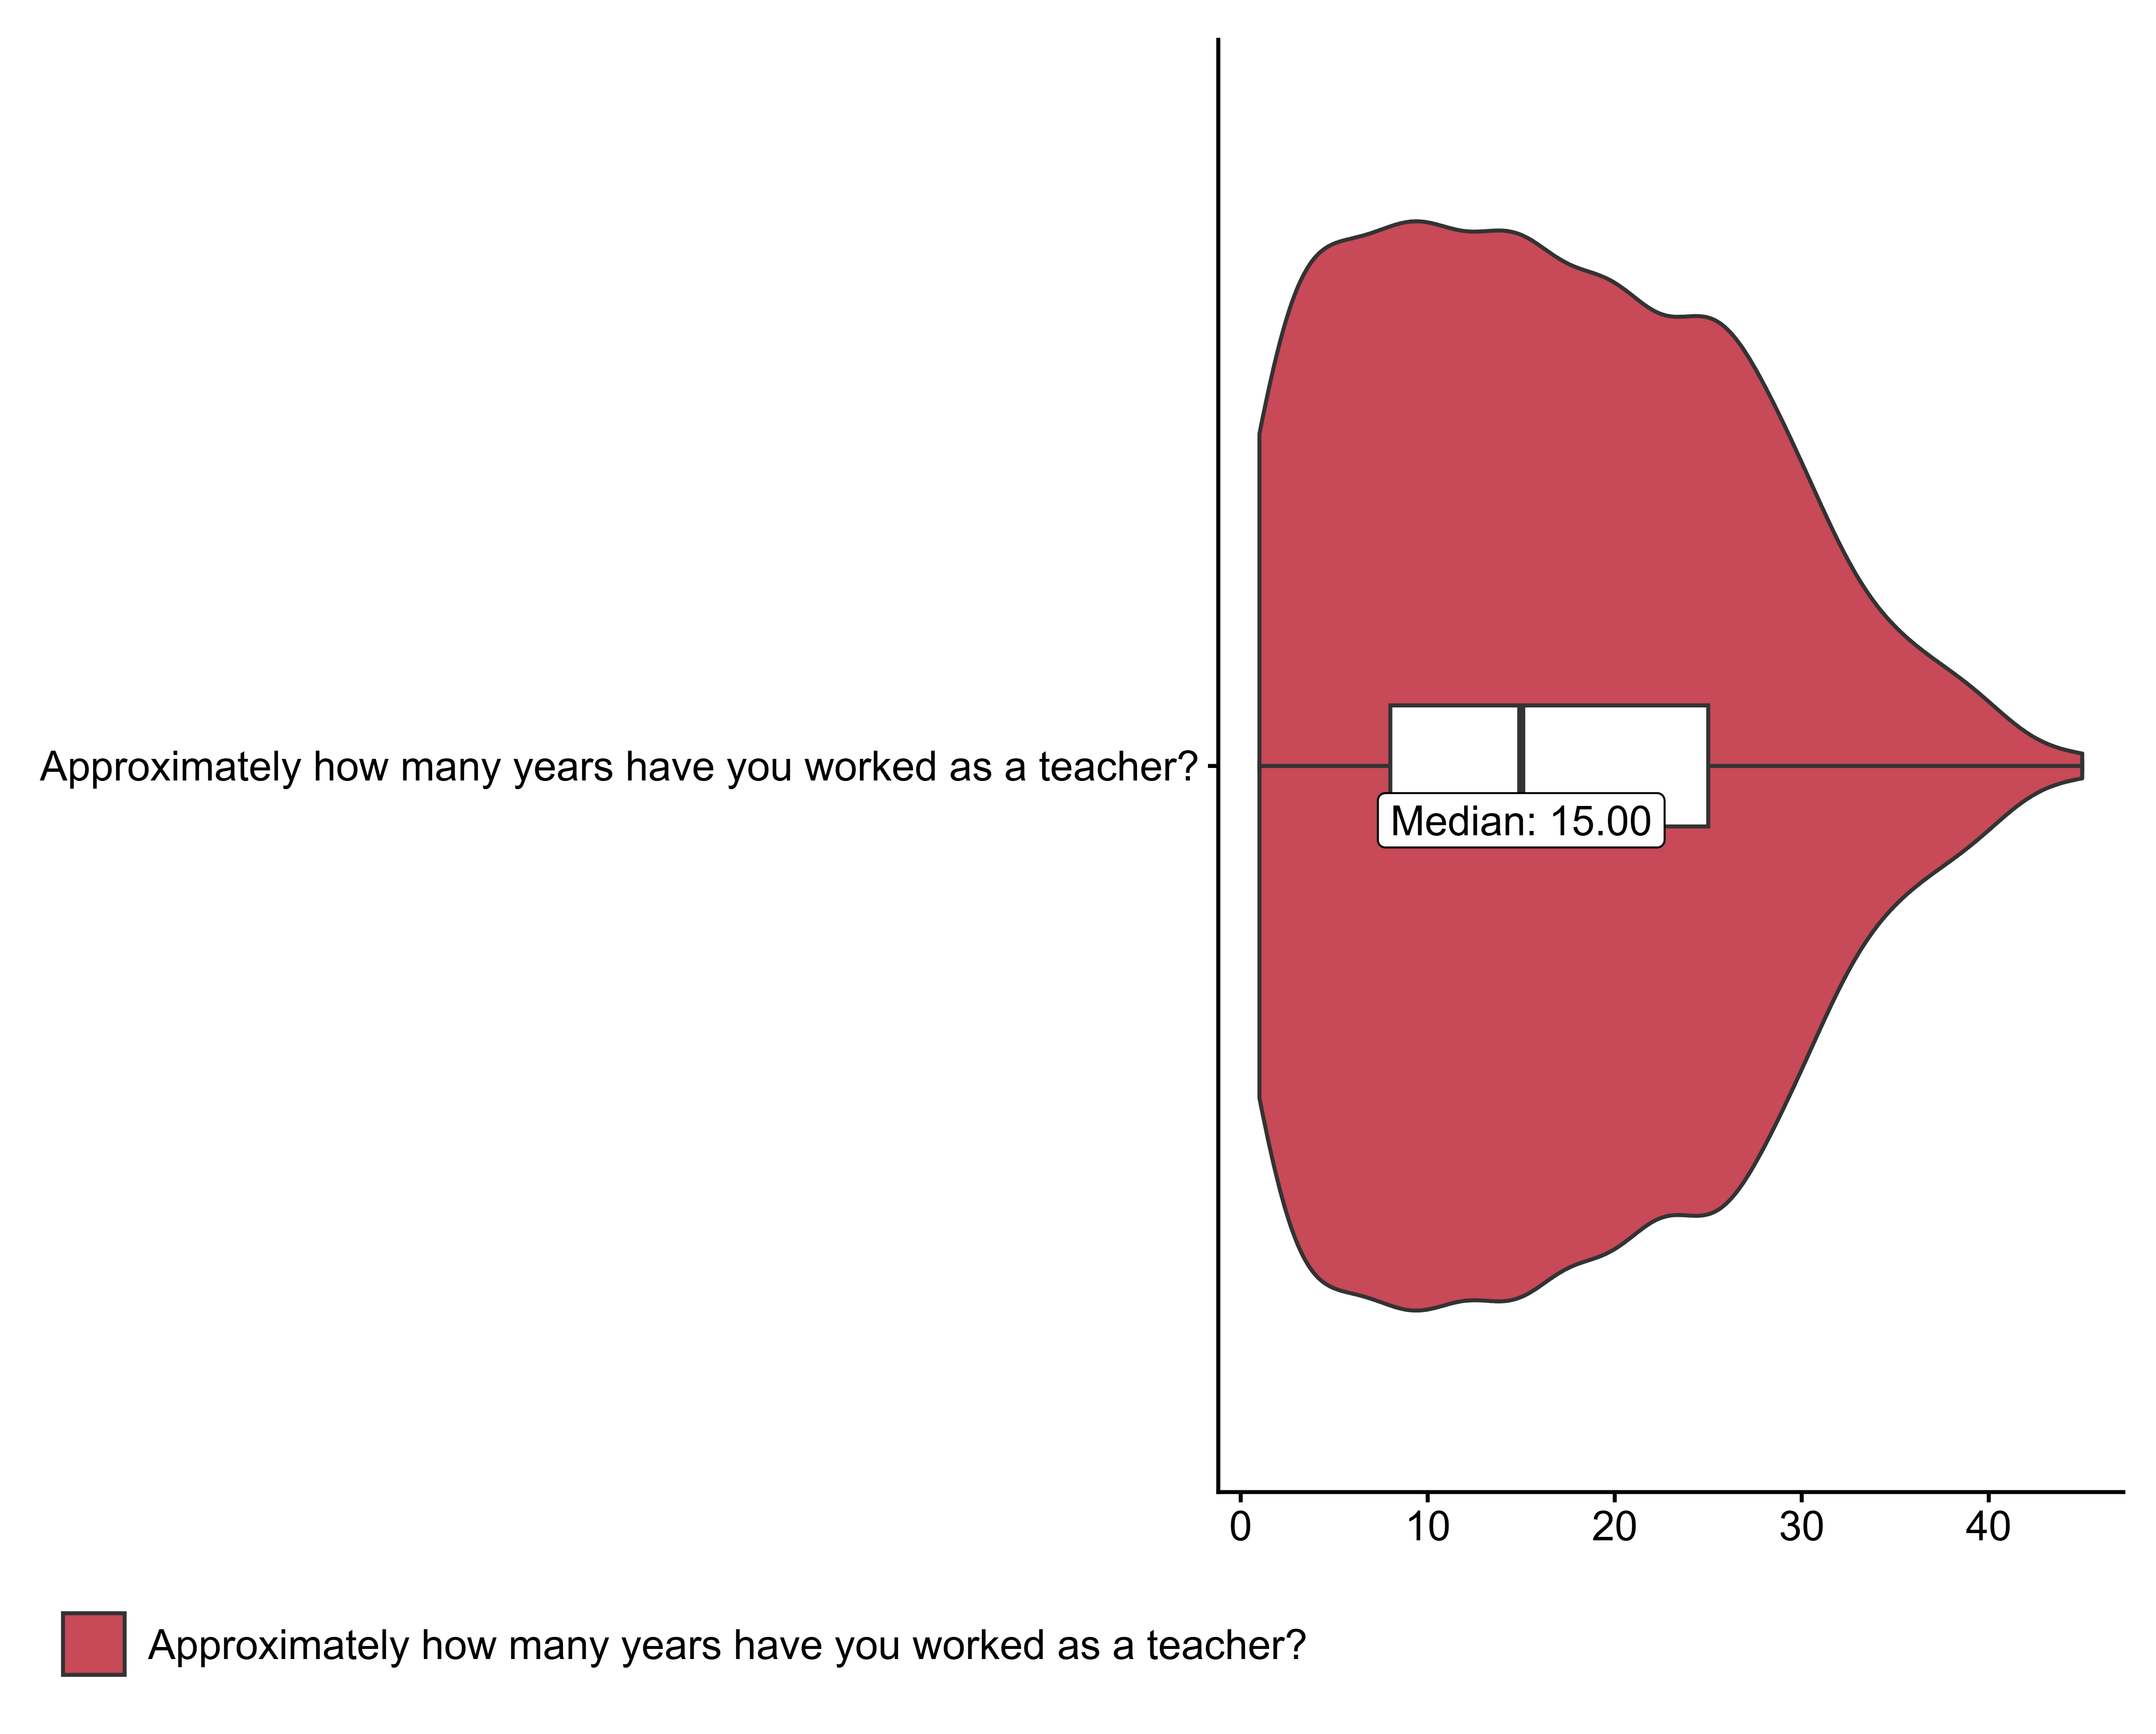 Approximately how many years have you worked as a teacher?
Median: 15.00
0 10 20 30 40
Approximately how many years have you worked as a teacher?